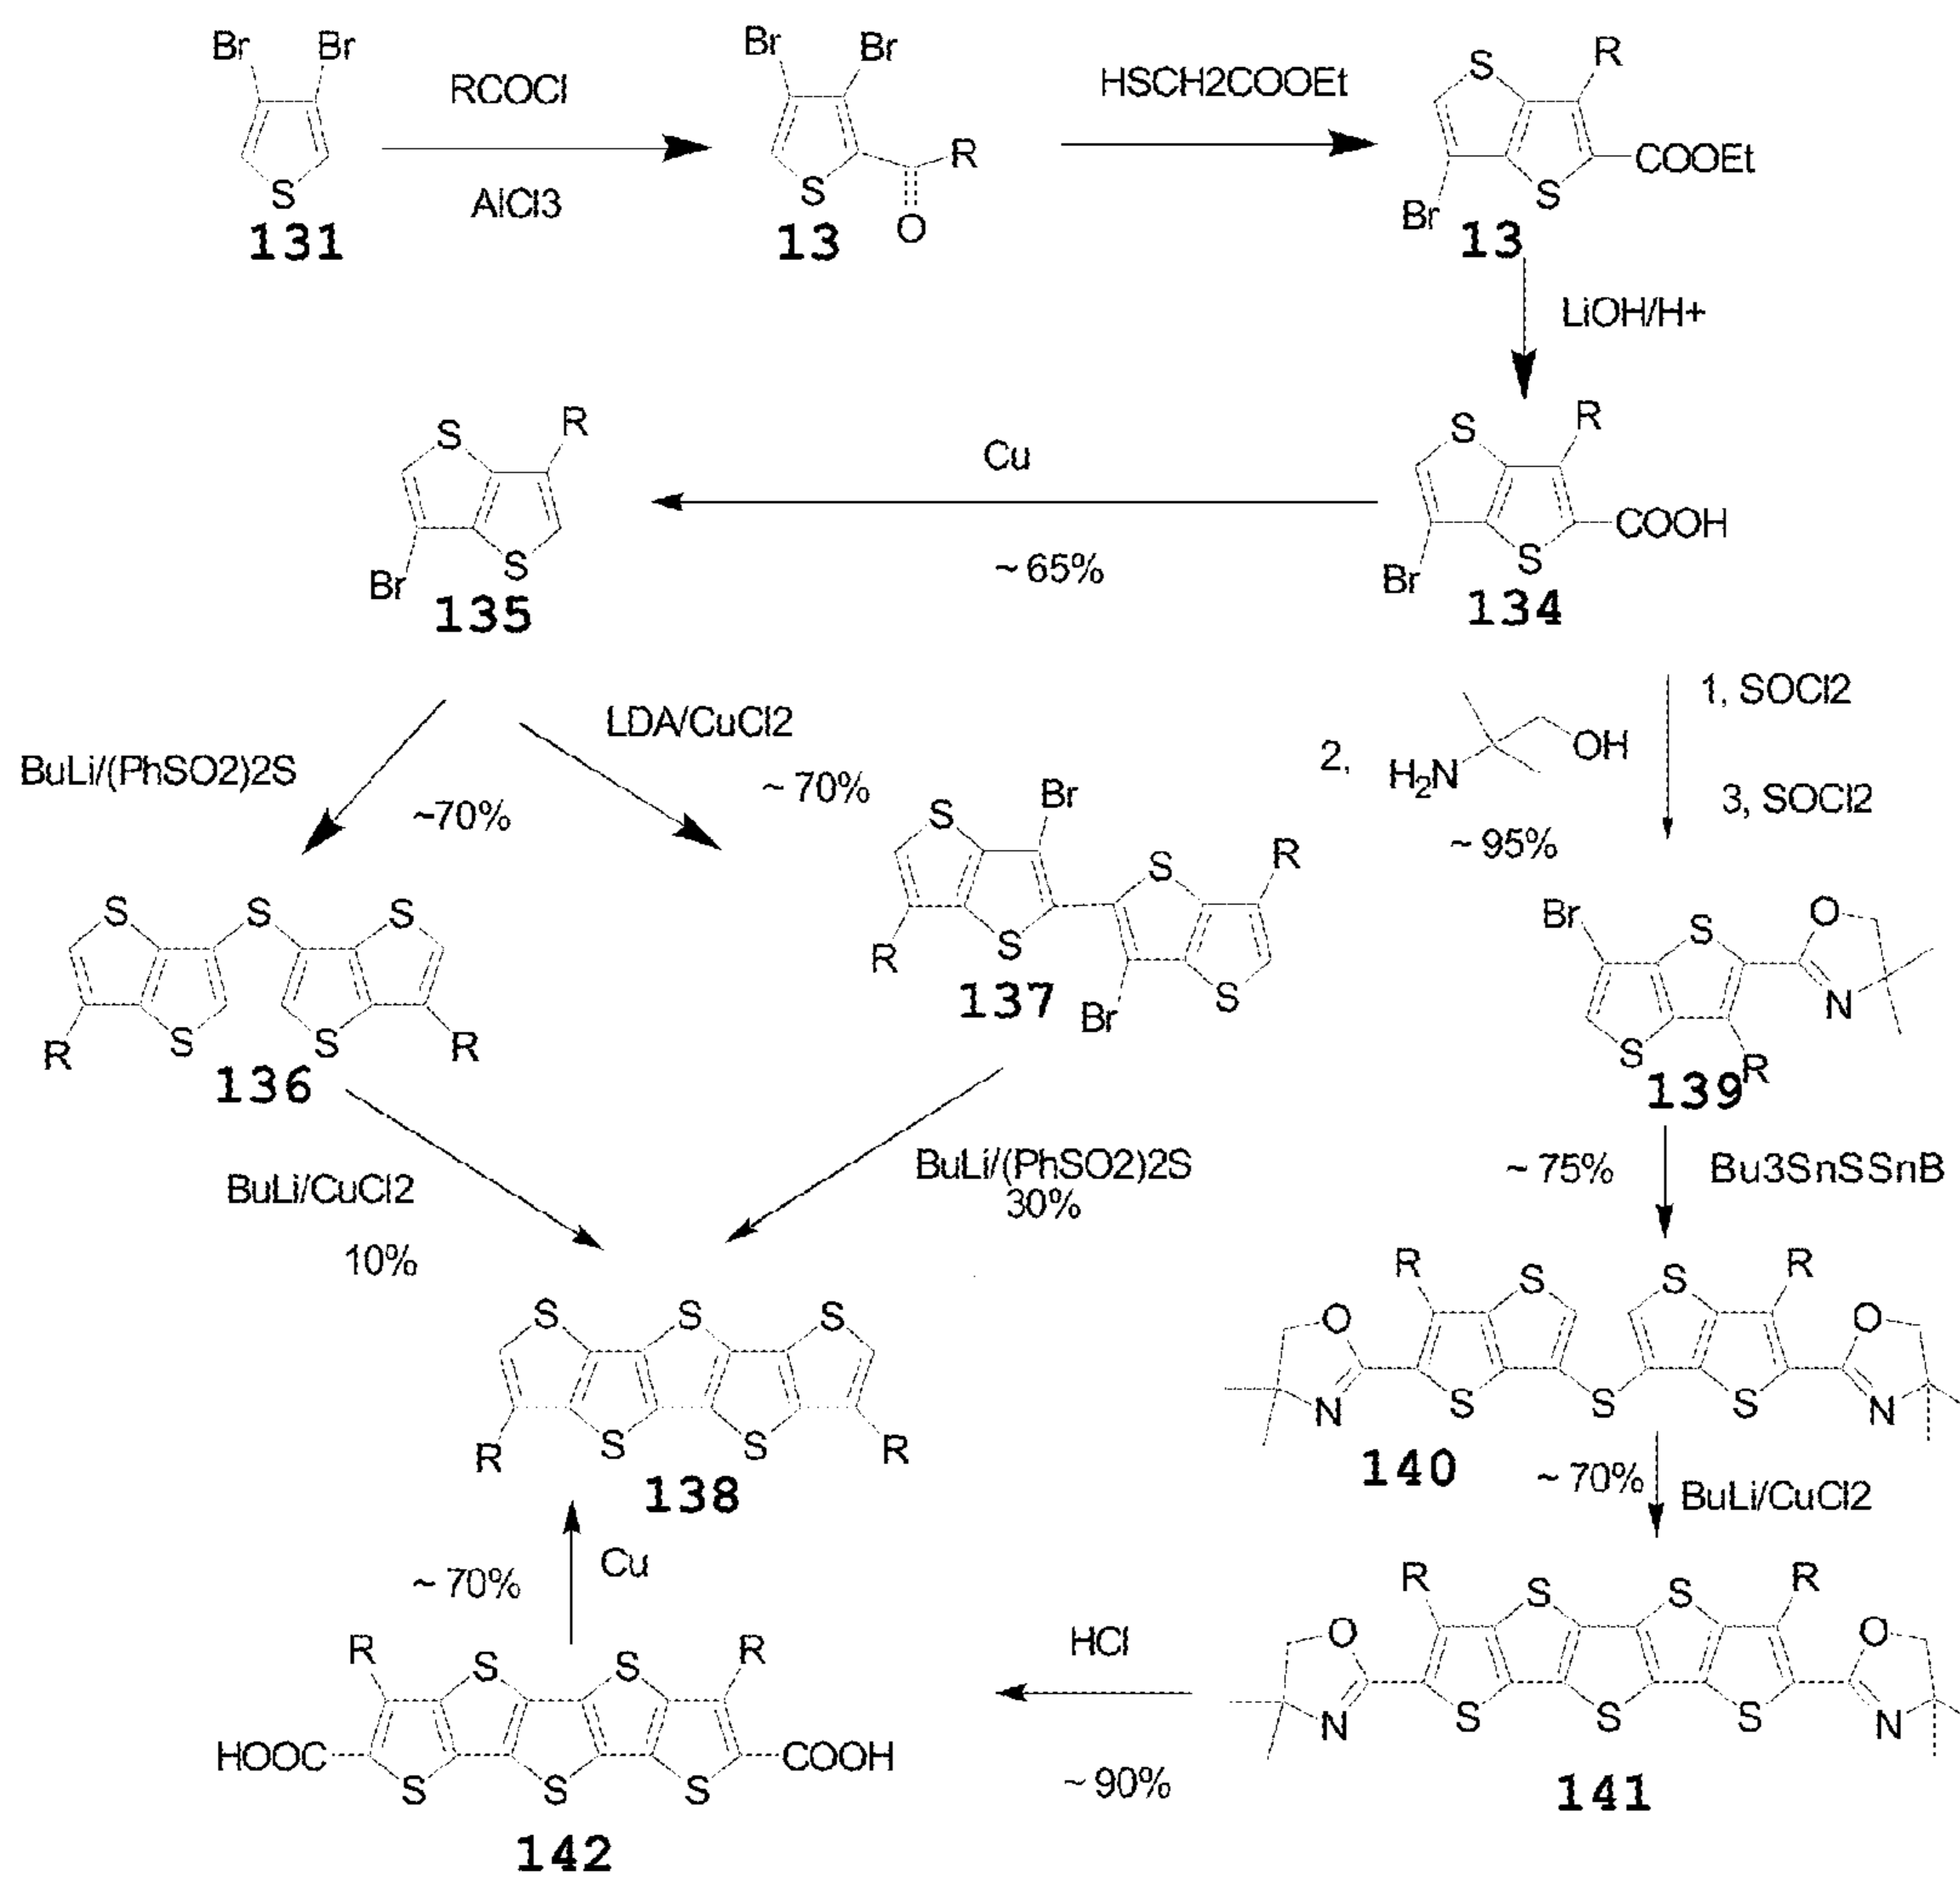 Br Br
RCOCl
AlCl3
S
131
Br Br
R
S
O
13
HSCH2COOEt
S R
COOEt
Br S
13
LiOH/H+
S R
COOH
Br S
134
Cu
~ 65%
S R
Br S
135
BuLi/(PhSO2)2S
~70%
LDA/CuCl2
~ 70%
1, SOCl2
2, H2N OH
3, SOCl2
~ 95%
S S S
R S S R
136
S Br
S R
R S
Br S
137
Br S O
N
S R
139
BuLi/CuCl2
10%
BuLi/(PhSO2)2S
30%
~ 75%
Bu3SnSSnB
S S S
R S S R
138
R S S R
O O
N S S S N
140
~ 70%
BuLi/CuCl2
~ 70%
Cu
R S S R
O O
N S S S N
141
HCl
~ 90%
R S S R
HOOC COOH
S S S
142